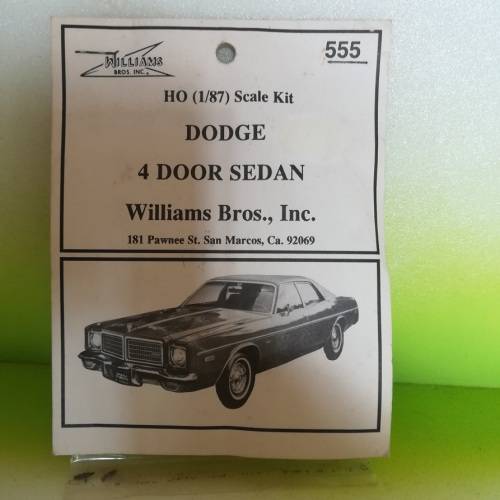 WILLIAMS
BROS. INC.
555
HO (1/87) Scale Kit
DODGE
4 DOOR SEDAN
Williams Bros., Inc.
181 Pawnee St. San Marcos, Ca. 92069